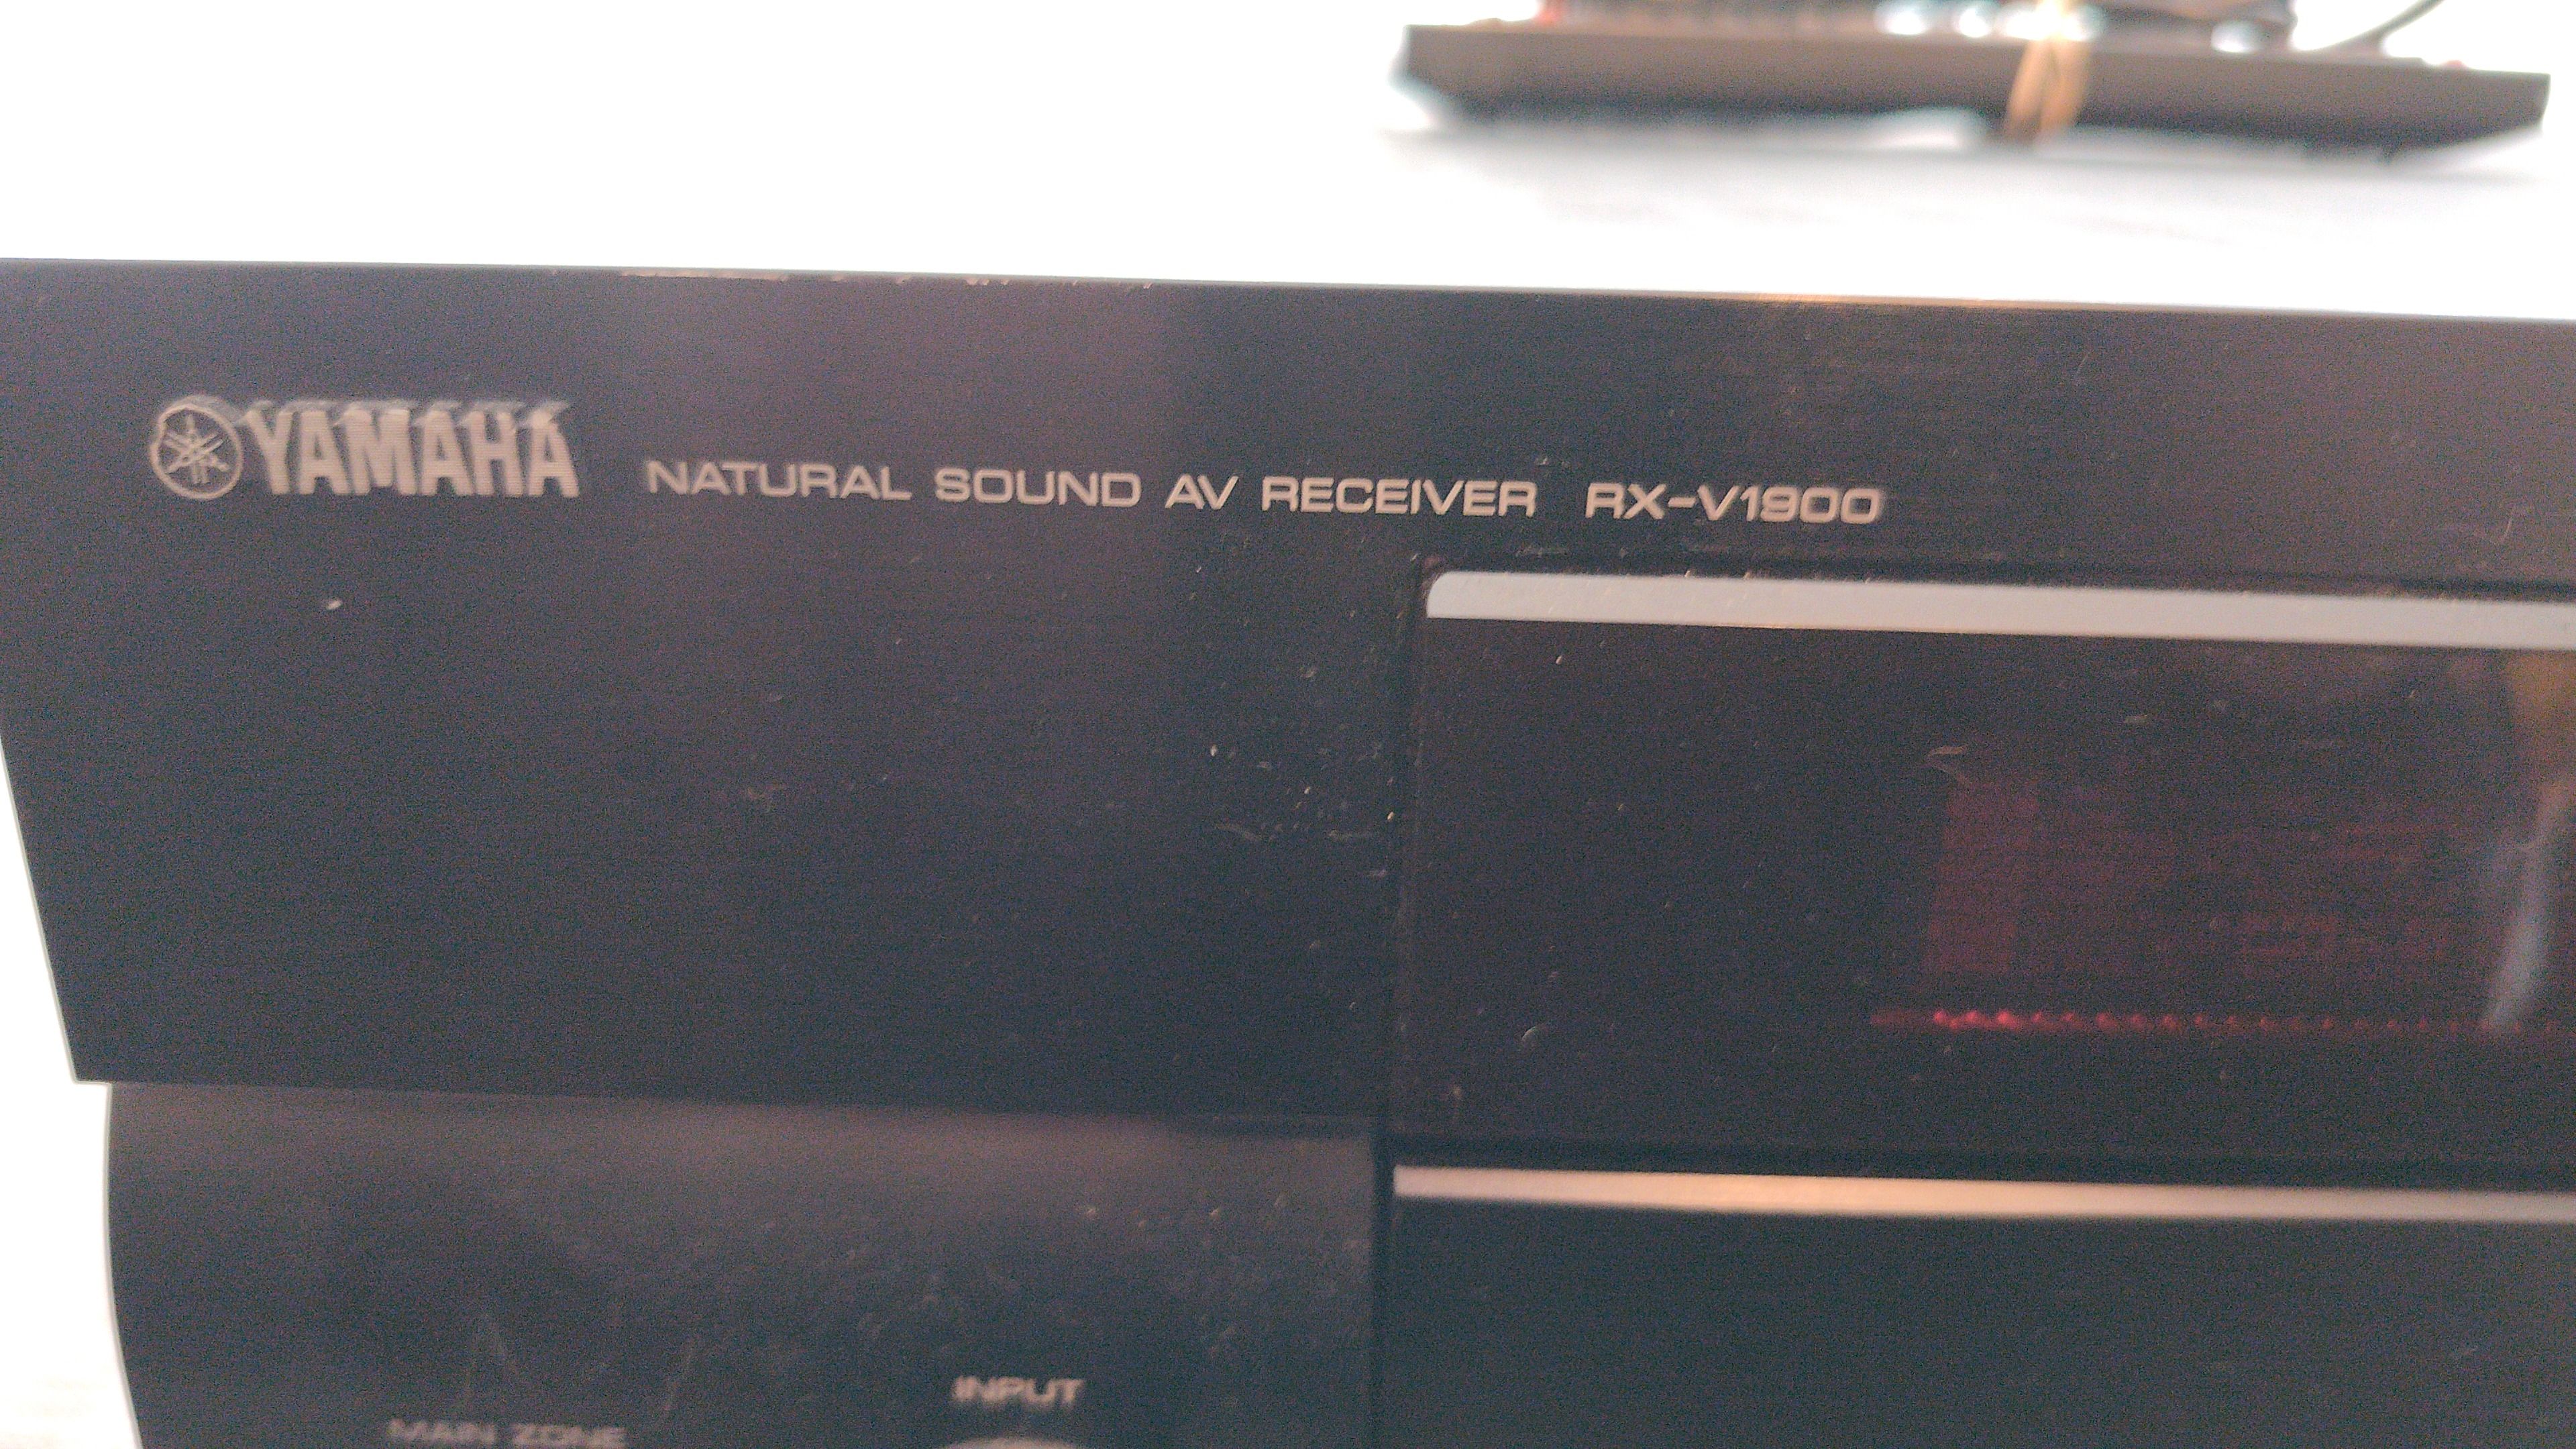 YAMAHA NATURAL SOUND AV RECEIVER RX-V1900
INPUT
MAIN ZONE